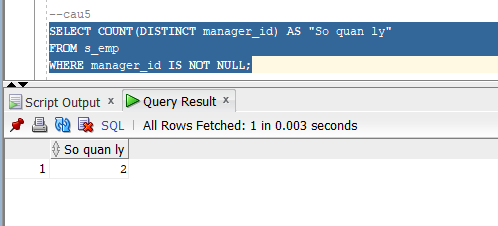 --cau5
SELECT COUNT(DISTINCT manager_id) AS "So quan ly"
FROM s_emp
WHERE manager_id IS NOT NULL;
Script Output x Query Result x
SQL All Rows Fetched: 1 in 0.003 seconds
So quan ly
1 2